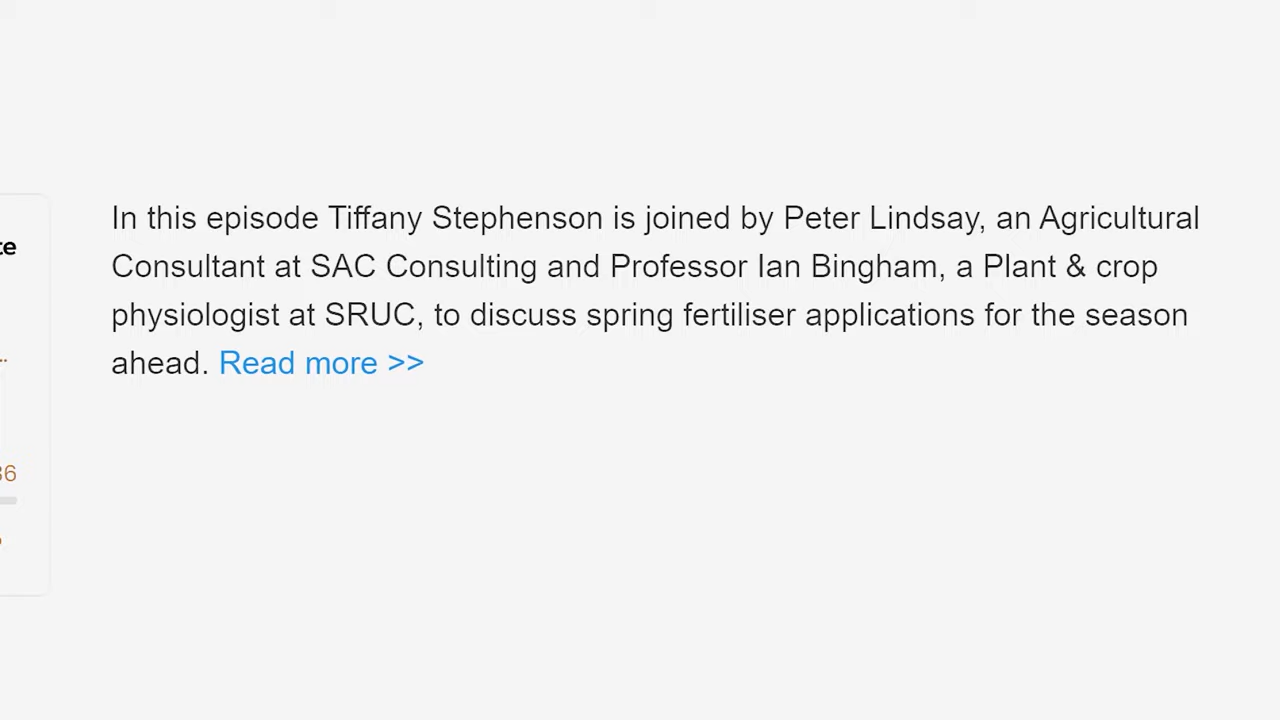 In this episode Tiffany Stephenson is joined by Peter Lindsay, an Agricultural
Consultant at SAC Consulting and Professor Ian Bingham, a Plant & crop
physiologist at SRUC, to discuss spring fertiliser applications for the season
ahead. Read more >>